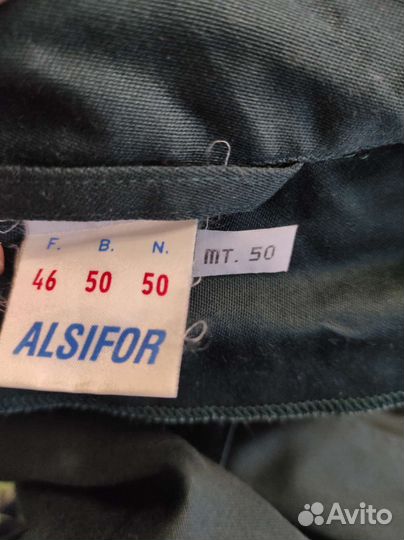 F. B. N.
46 50 50
ALSIFOR
MT. 50
Avito